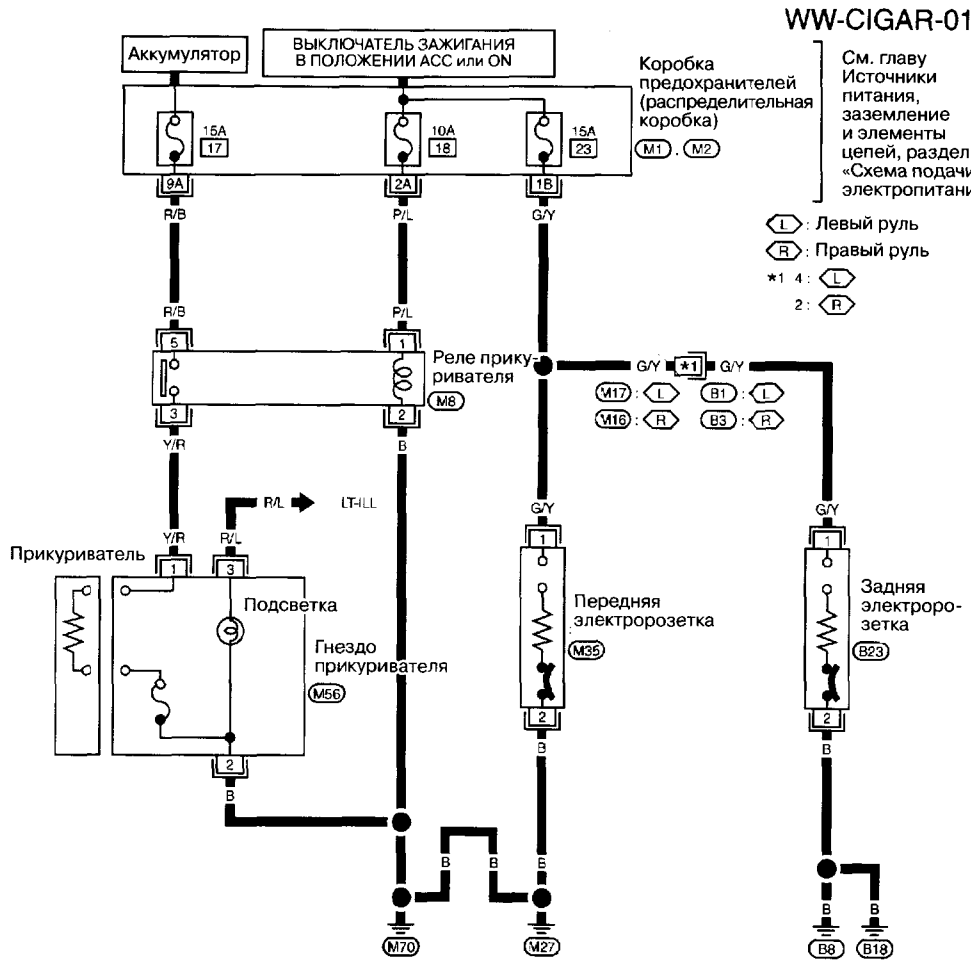 WW-CIGAR-01
Аккумулятор
ВЫКЛЮЧАТЕЛЬ ЗАЖИГАНИЯ
В ПОЛОЖЕНИИ ACC или ON
Коробка
предохранителей
(распределительная
коробка)
M1 . M2
См. главу
Источники
питания,
заземление
и элементы
цепей, раздел
«Схема подачи
электропитани
15A
17
10A
18
15A
23
9A
2A
1B
R/B
P/L
G/Y
L : Левый руль
R : Правый руль
*1 4 : L
2 : R
R/B
P/L
5
1
Реле прику-
ривателя
M8
G/Y
*1
G/Y
M17 : L
B1 : L
M16 : R
B3 : R
3
2
Y/R
B
R/L
LT-ILL
G/Y
G/Y
Y/R
R/L
Прикуриватель
1
3
1
1
Подсветка
Гнездо
прикуривателя
M56
Передняя
электророзетка
M35
Задняя
электроро-
зетка
B23
2
2
2
B
B
B
B
B
B
B
B
M70
M27
B8
B18